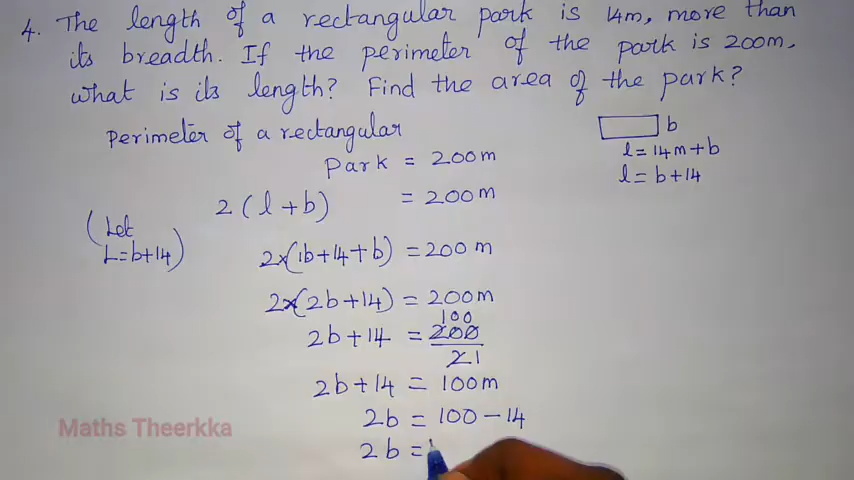 4. The length of a rectangular park is 14m, more than
its breadth. If the perimeter of the park is 200m.
what is its length? Find the area of the park?
Perimeter of a rectangular
Park = 200m
b
l = 14m + b
l = b + 14
2 ( l + b ) = 200m
( Let
L = b + 14 )
2 × ( 1b + 14 + b ) = 200 m
2 × ( 2b + 14 ) = 200m
100
2b + 14 = 200
2 1
2b + 14 = 100m
2b = 100 - 14
2b =
Maths Theerkka